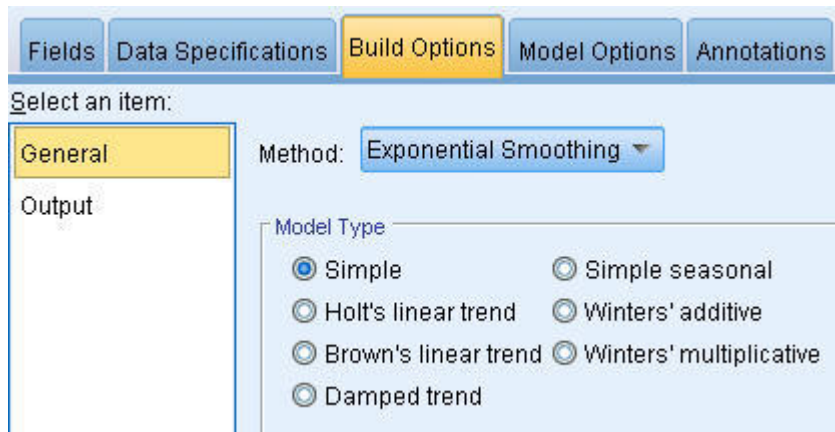 Fields Data Specifications Build Options Model Options Annotations
Select an item:
General
Output
Method: Exponential Smoothing
Model Type
Simple
Simple seasonal
Holt's linear trend
Winters' additive
Brown's linear trend
Winters' multiplicative
Damped trend